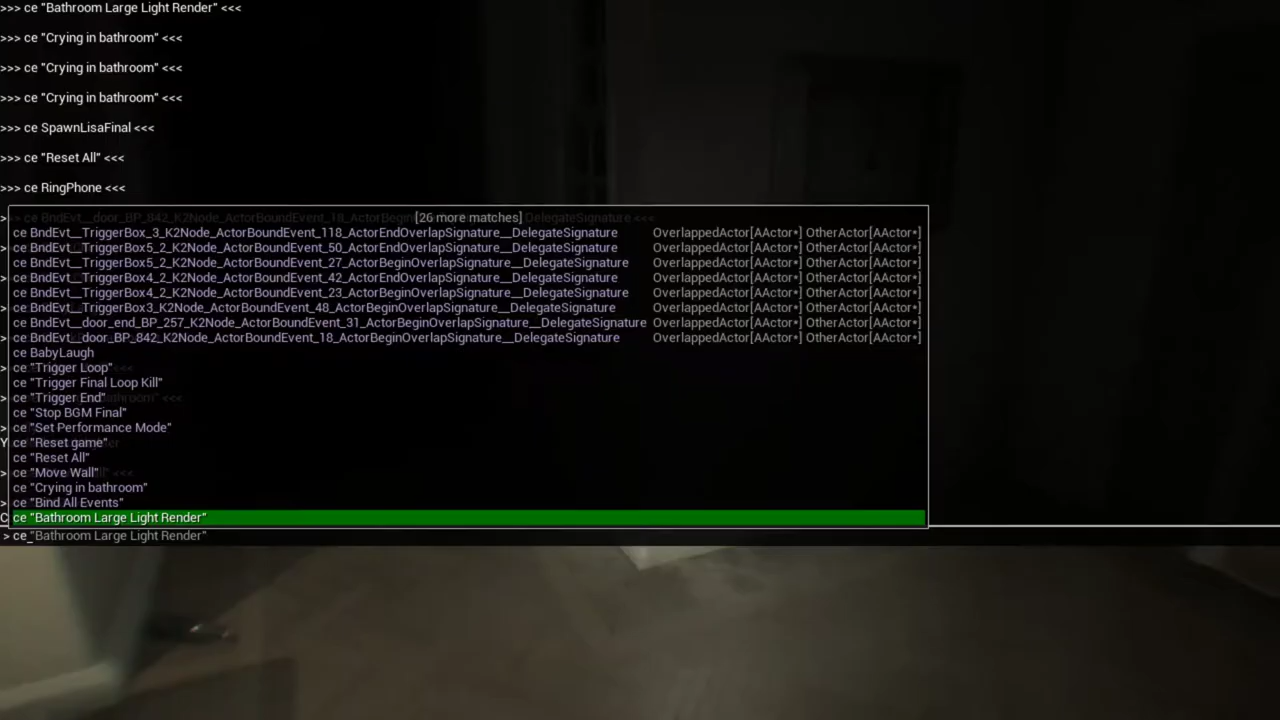 >>> ce "Bathroom Large Light Render" <<<
>>> ce "Crying in bathroom" <<<
>>> ce "Crying in bathroom" <<<
>>> ce "Crying in bathroom" <<<
>>> ce SpawnLisaFinal <<<
>>> ce "Reset All" <<<
>>> ce RingPhone <<<
[26 more matches]
ce BndEvt__TriggerBox_3_K2Node_ActorBoundEvent_118_ActorEndOverlapSignature__DelegateSignature OverlappedActor[AActor*] OtherActor[AActor*]
ce BndEvt__TriggerBox5_2_K2Node_ActorBoundEvent_50_ActorEndOverlapSignature__DelegateSignature OverlappedActor[AActor*] OtherActor[AActor*]
ce BndEvt__TriggerBox5_2_K2Node_ActorBoundEvent_27_ActorBeginOverlapSignature__DelegateSignature OverlappedActor[AActor*] OtherActor[AActor*]
ce BndEvt__TriggerBox4_2_K2Node_ActorBoundEvent_42_ActorEndOverlapSignature__DelegateSignature OverlappedActor[AActor*] OtherActor[AActor*]
ce BndEvt__TriggerBox4_2_K2Node_ActorBoundEvent_23_ActorBeginOverlapSignature__DelegateSignature OverlappedActor[AActor*] OtherActor[AActor*]
ce BndEvt__TriggerBox3_K2Node_ActorBoundEvent_48_ActorBeginOverlapSignature__DelegateSignature OverlappedActor[AActor*] OtherActor[AActor*]
ce BndEvt__door_end_BP_257_K2Node_ActorBoundEvent_31_ActorBeginOverlapSignature__DelegateSignature OverlappedActor[AActor*] OtherActor[AActor*]
ce BndEvt__door_BP_842_K2Node_ActorBoundEvent_18_ActorBeginOverlapSignature__DelegateSignature OverlappedActor[AActor*] OtherActor[AActor*]
ce BabyLaugh
ce "Trigger Loop"
ce "Trigger Final Loop Kill"
ce "Trigger End"
ce "Stop BGM Final"
ce "Set Performance Mode"
ce "Reset game"
ce "Reset All"
ce "Move Wall"
ce "Crying in bathroom"
ce "Bind All Events"
ce "Bathroom Large Light Render"
> ce_"Bathroom Large Light Render"